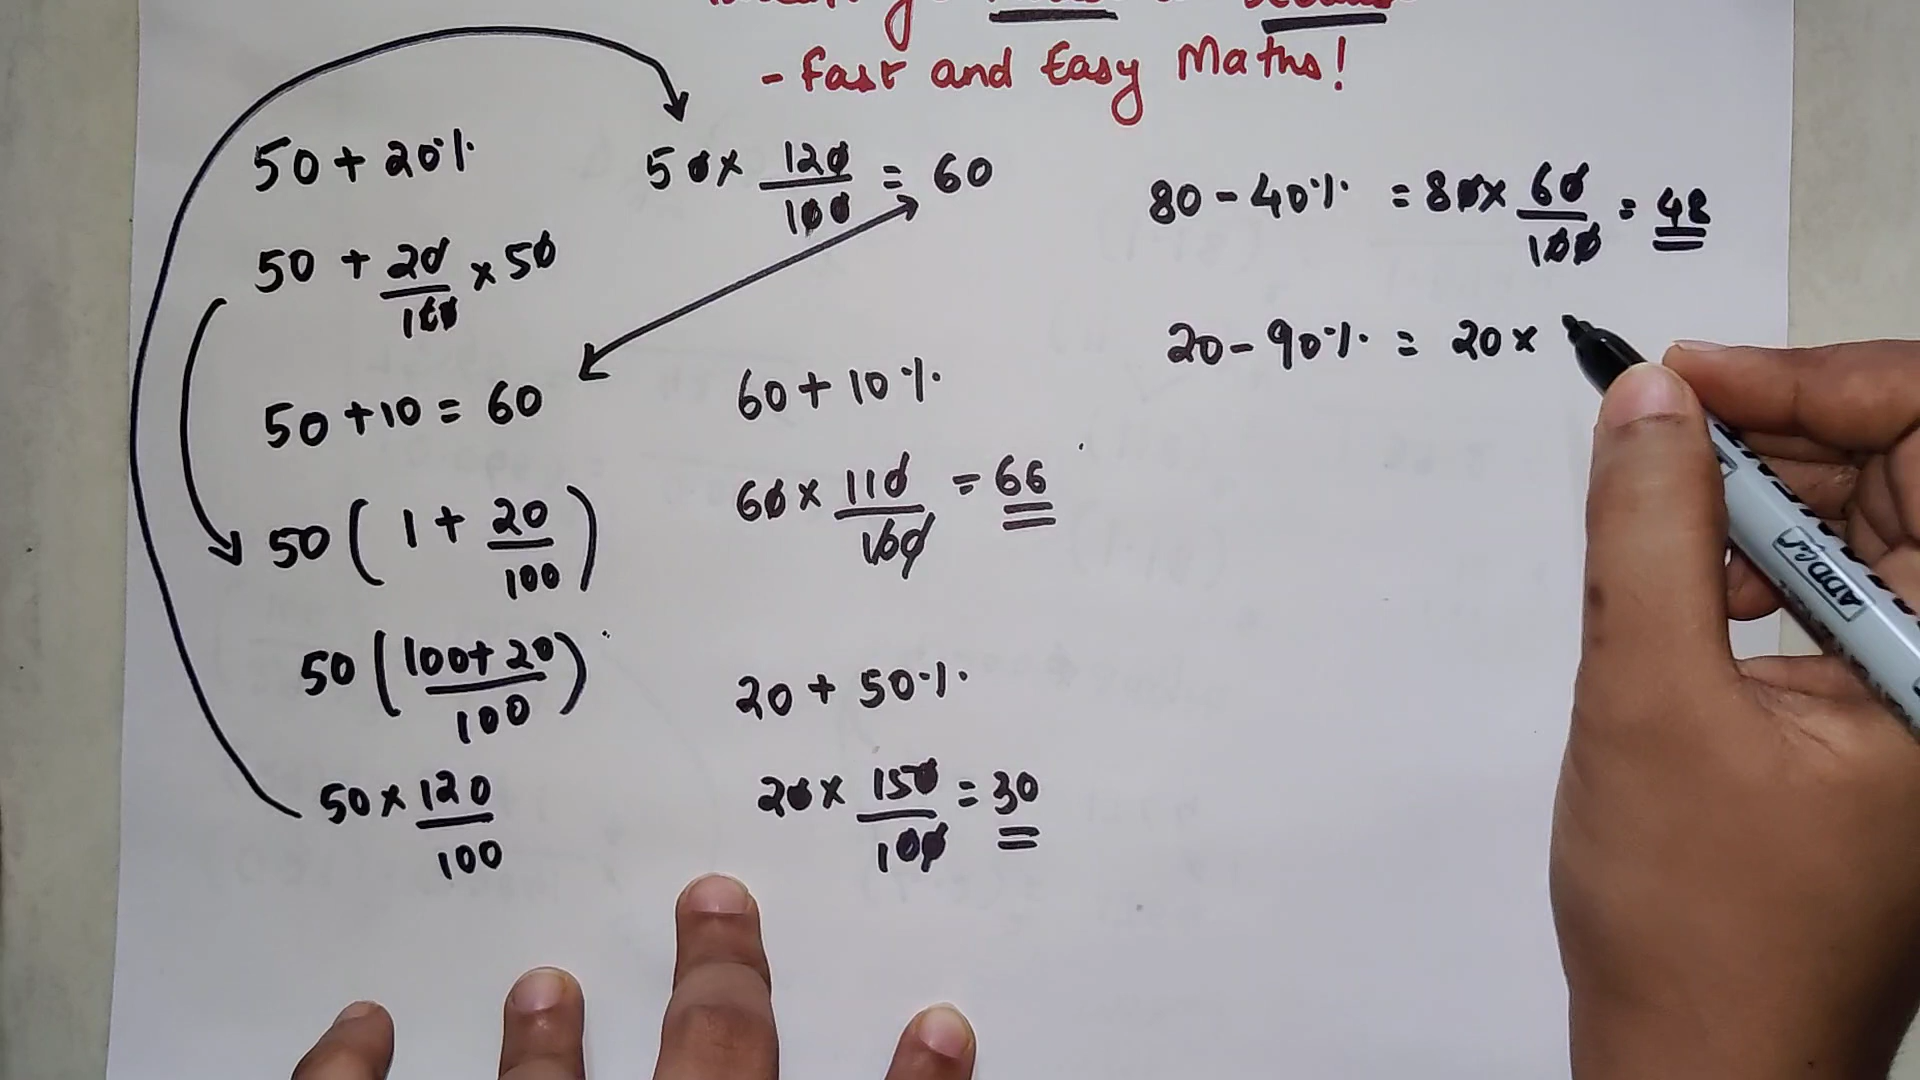 - Fast and Easy Maths!
50 + 20%
50 + 20/100 × 50
50 + 10 = 60
50 ( 1 + 20/100 )
50 ( 100 + 20/100 )
50 × 120/100
50 × 120/100 = 60
60 + 10%
60 × 110/100 = 66
20 + 50%
20 × 150/100 = 30
80 - 40% = 80 × 60/100 = 48
20 - 90% = 20 ×
ADD Gel